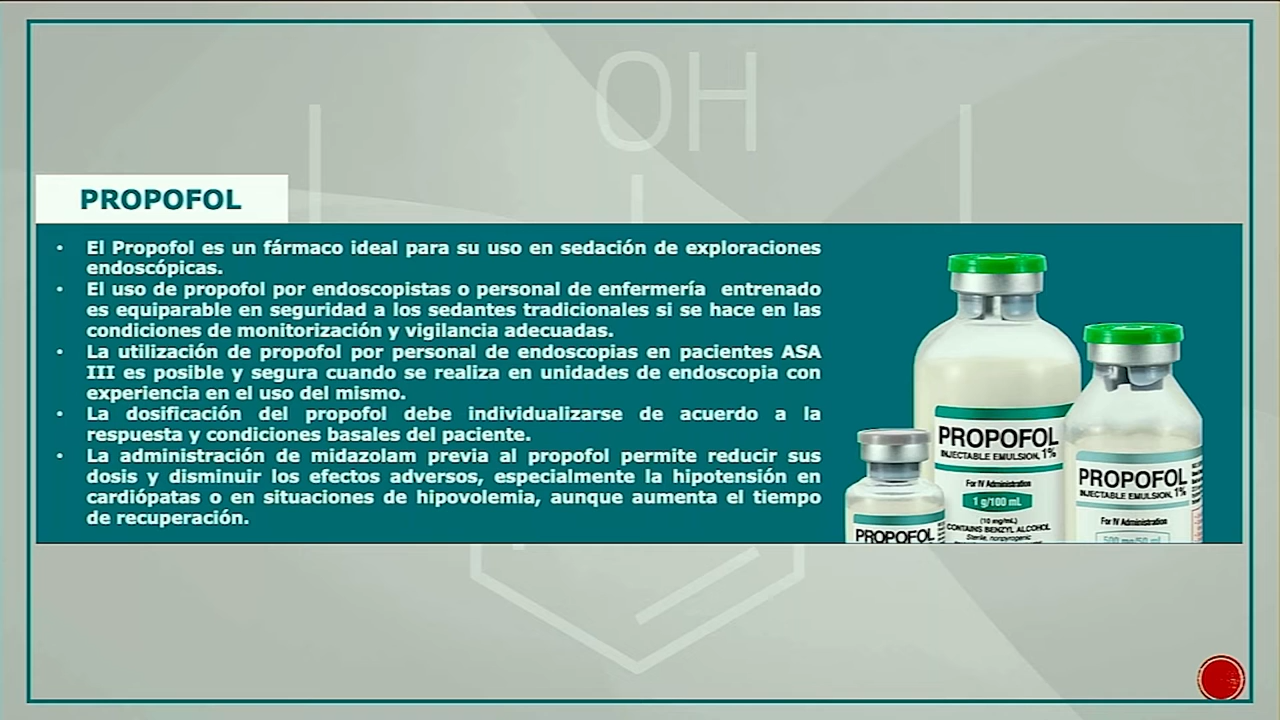 OH
PROPOFOL
• El Propofol es un fármaco ideal para su uso en sedación de exploraciones
endoscópicas.
• El uso de propofol por endoscopistas o personal de enfermería entrenado
es equiparable en seguridad a los sedantes tradicionales si se hace en las
condiciones de monitorización y vigilancia adecuadas.
• La utilización de propofol por personal de endoscopias en pacientes ASA
III es posible y segura cuando se realiza en unidades de endoscopia con
experiencia en el uso del mismo.
• La dosificación del propofol debe individualizarse de acuerdo a la
respuesta y condiciones basales del paciente.
• La administración de midazolam previa al propofol permite reducir sus
dosis y disminuir los efectos adversos, especialmente la hipotensión en
cardiópatas o en situaciones de hipovolemia, aunque aumenta el tiempo
de recuperación.
PROPOFOL
INJECTABLE EMULSION, 1%
For IV Administration
1 g/100 mL
(10 mg/mL)
CONTAINS BENZYL ALCOHOL
Sterile, nonpyrogenic
PROPOFOL
INJECTABLE EMULSION, 1%
For IV Administration
500 mg/50 mL
PROPOFOL